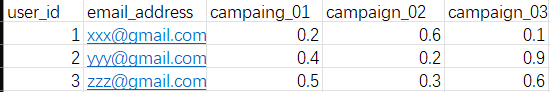 user_id email_address campaing_01 campaign_02 campaign_03
1 xxx@gmail.com 0.2 0.6 0.1
2 yyy@gmail.com 0.4 0.2 0.9
3 zzz@gmail.com 0.5 0.3 0.6